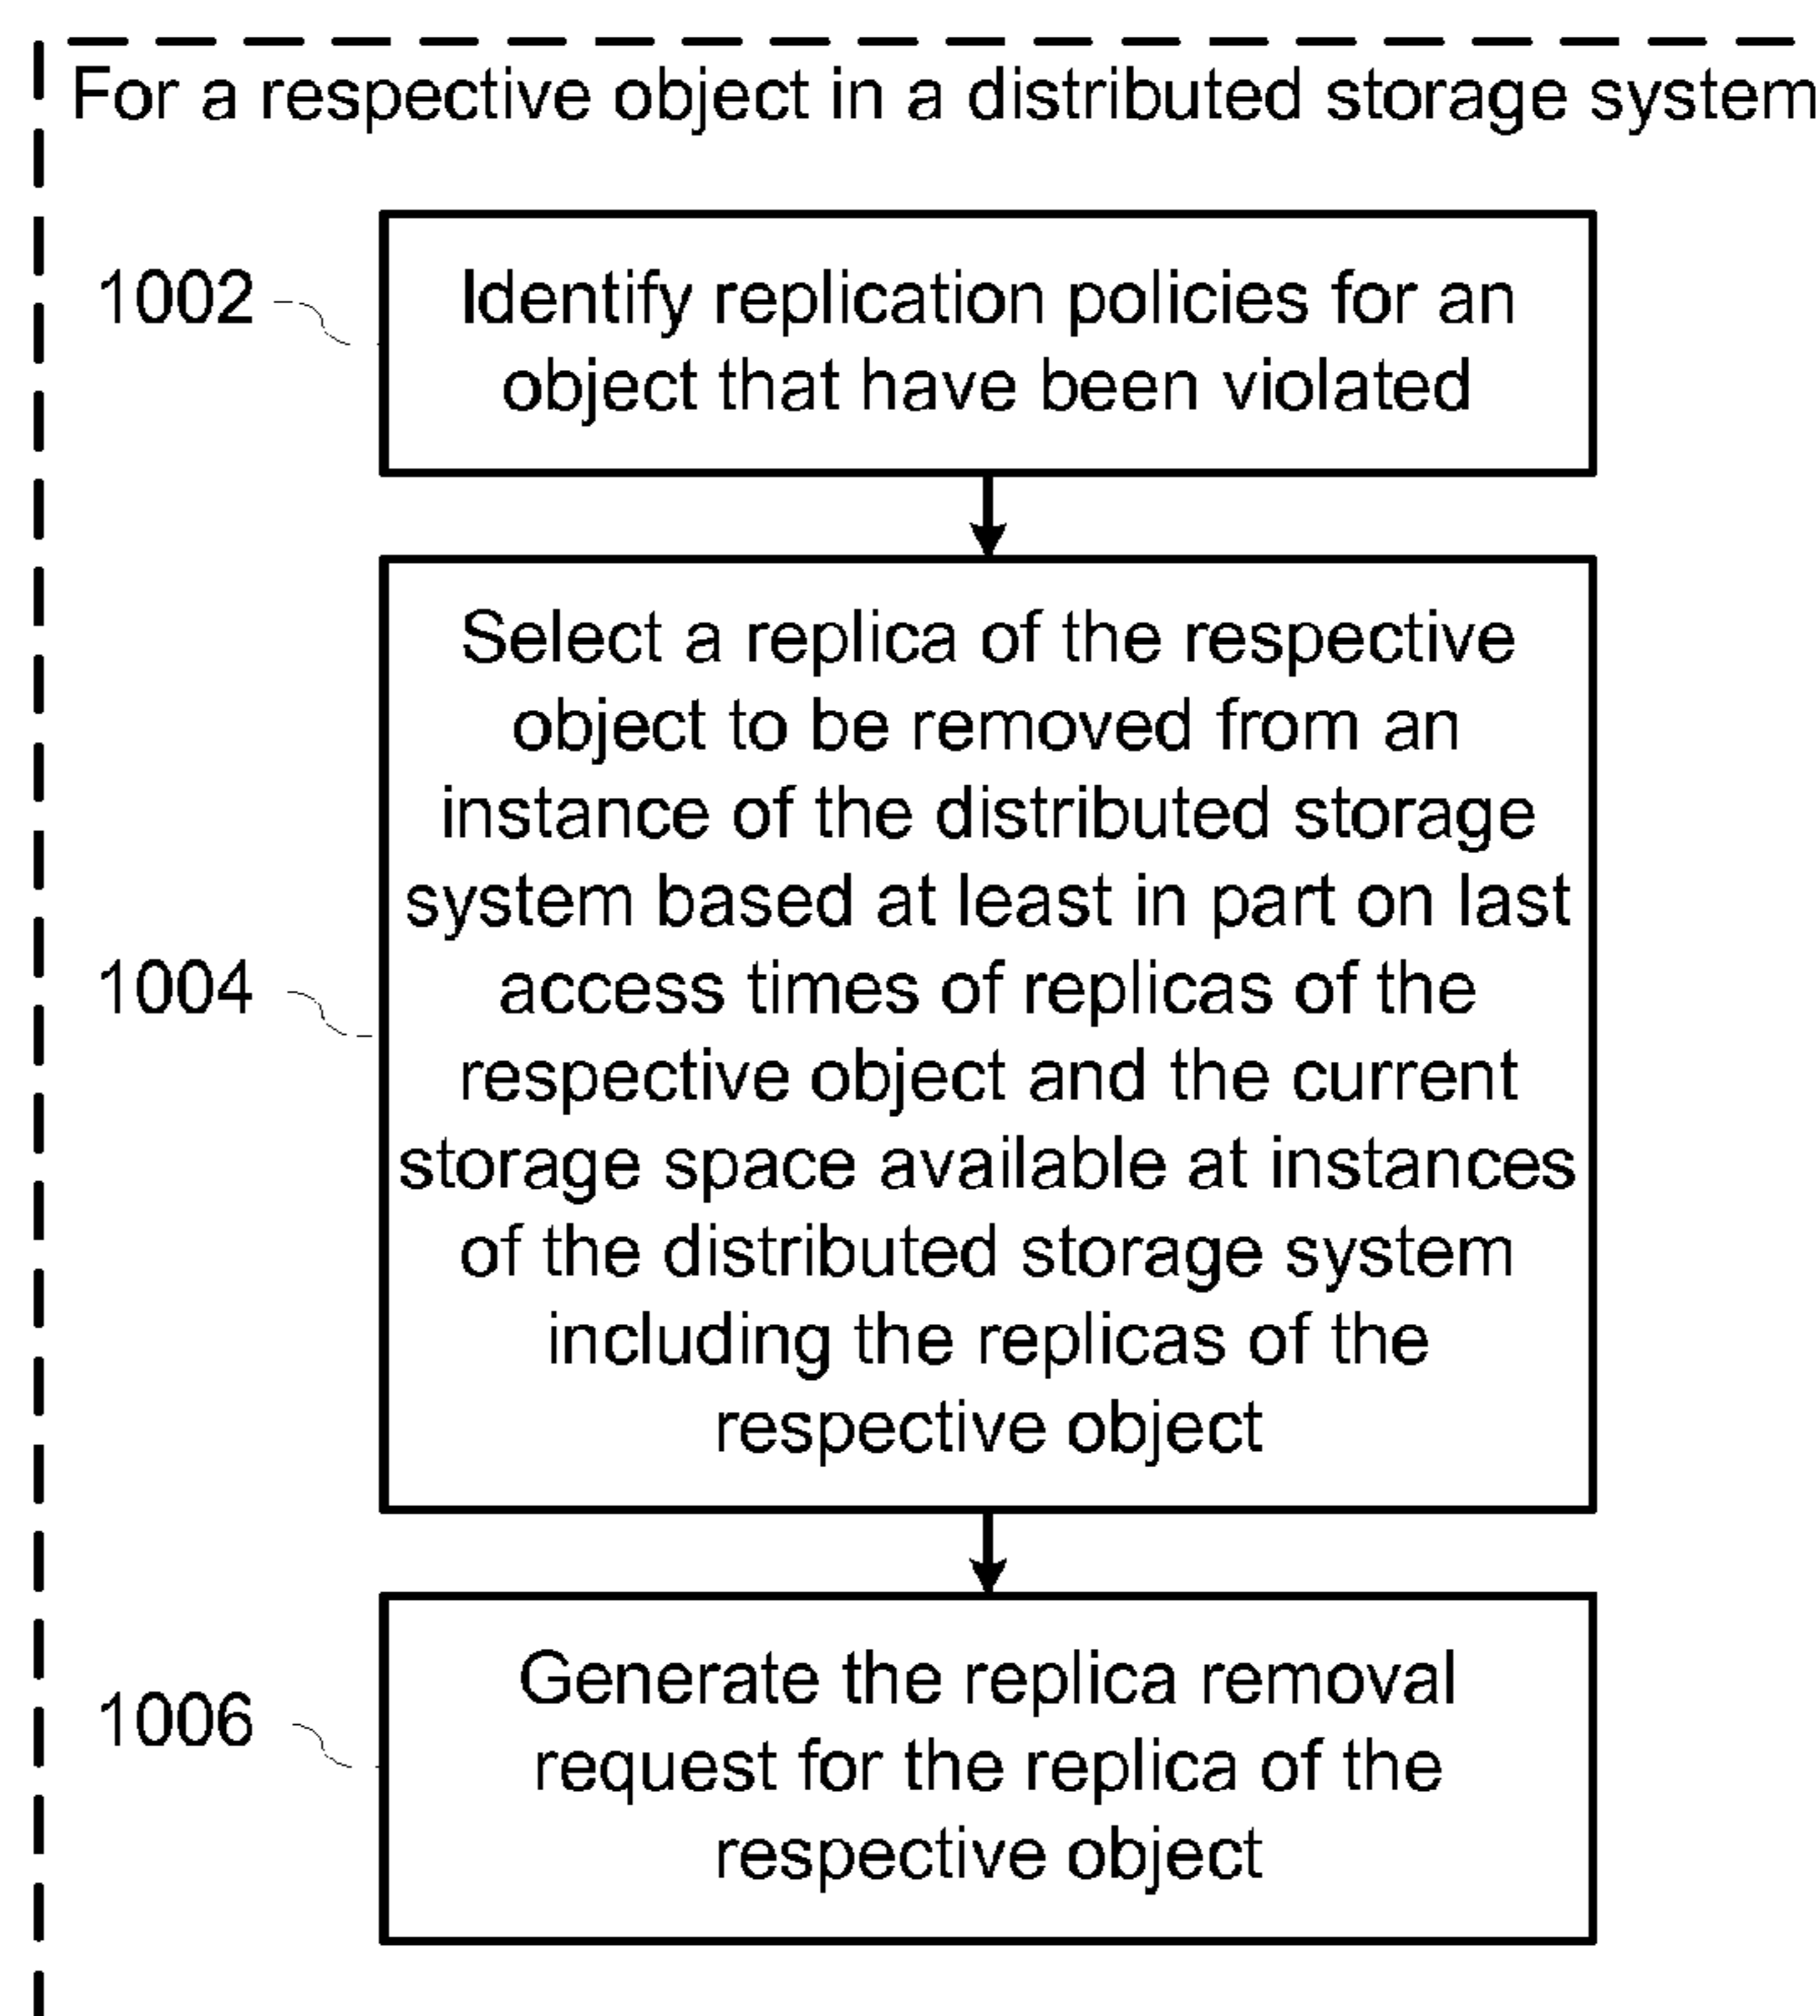 For a respective object in a distributed storage system
1002
Identify replication policies for an
object that have been violated
Select a replica of the respective
object to be removed from an
instance of the distributed storage
system based at least in part on last
1004
access times of replicas of the
respective object and the current
storage space available at instances
of the distributed storage system
including the replicas of the
respective object
1006
Generate the replica removal
request for the replica of the
respective object